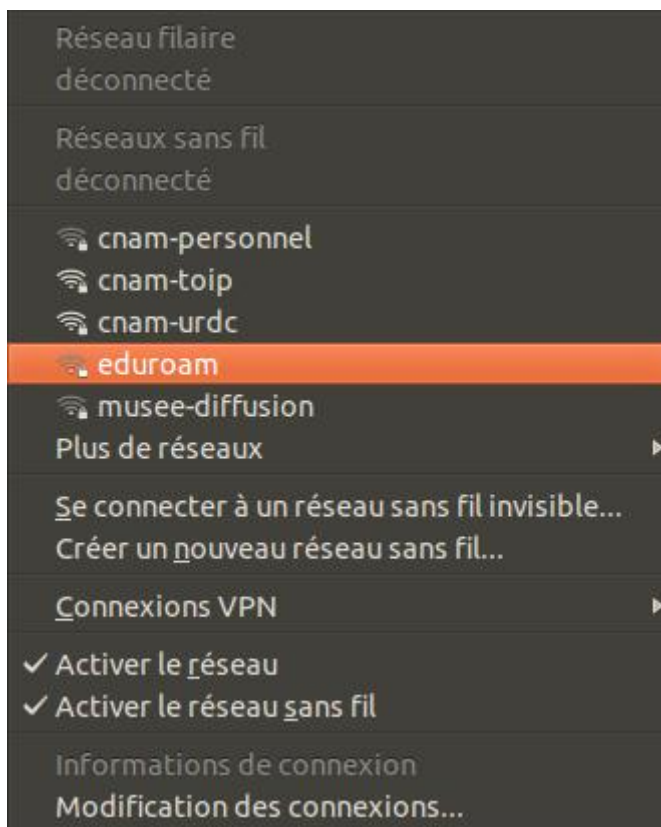 Réseau filaire
déconnecté
Réseaux sans fil
déconnecté
cnam-personnel
cnam-toip
cnam-urdc
eduroam
musee-diffusion
Plus de réseaux
Se connecter à un réseau sans fil invisible...
Créer un nouveau réseau sans fil...
Connexions VPN
Activer le réseau
Activer le réseau sans fil
Informations de connexion
Modification des connexions...